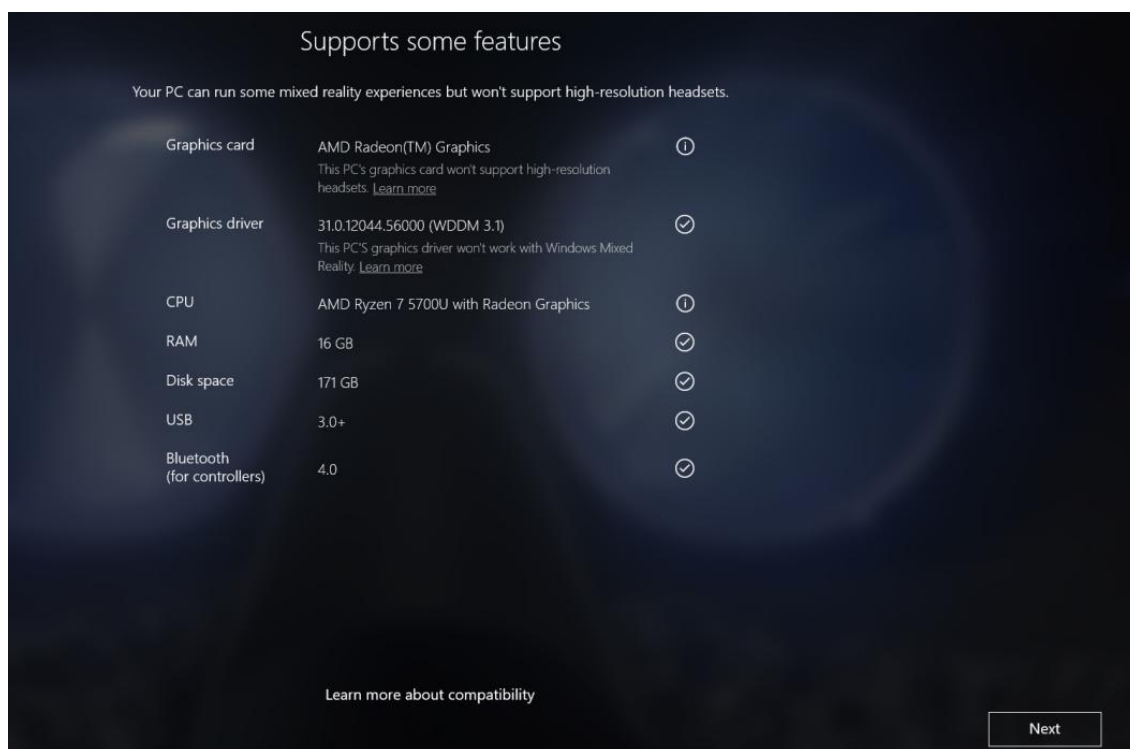 Supports some features
Your PC can run some mixed reality experiences but won't support high-resolution headsets.
Graphics card
AMD Radeon(TM) Graphics
This PC's graphics card won't support high-resolution
headsets. Learn more
Graphics driver
31.0.12044.56000 (WDDM 3.1)
This PC'S graphics driver won't work with Windows Mixed
Reality. Learn more
CPU
AMD Ryzen 7 5700U with Radeon Graphics
RAM
16 GB
Disk space
171 GB
USB
3.0+
Bluetooth
(for controllers)
4.0
Learn more about compatibility
Next